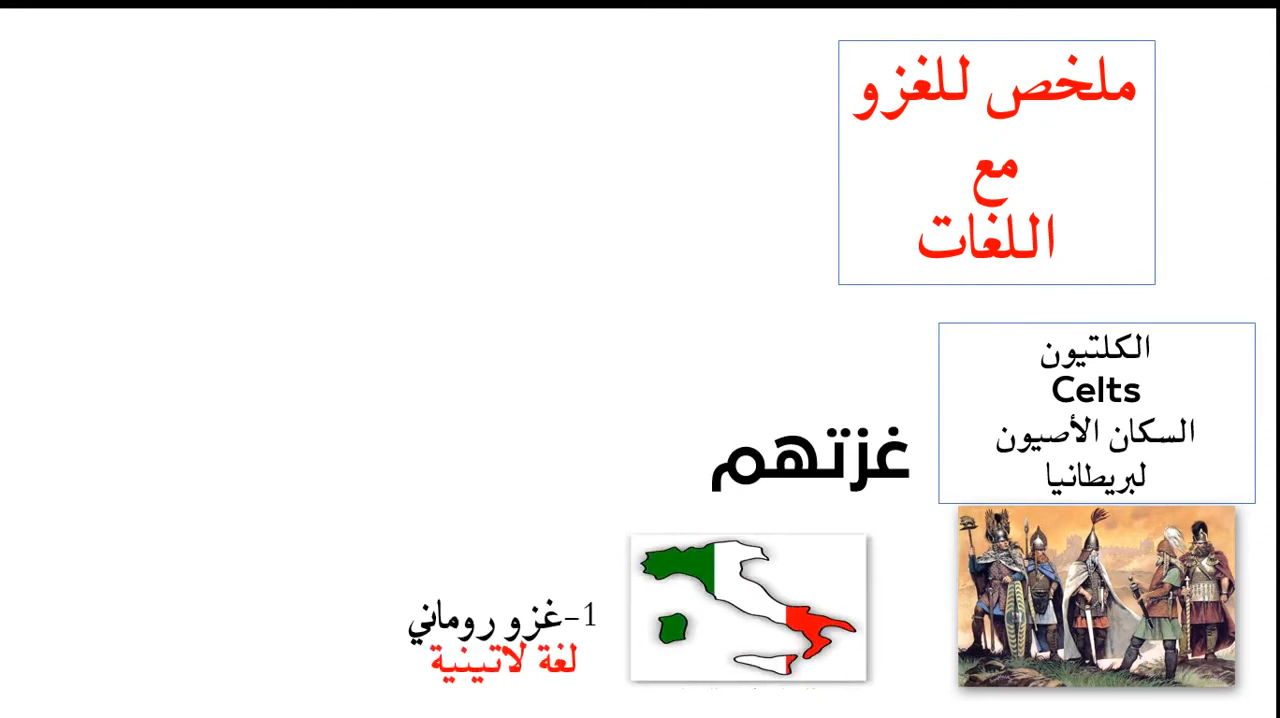 ملخص للغزو
مع
اللغات
الكلتيون
Celts
السكان الأصيون
لبريطانيا
غزتهم
1-غزو روماني
لغة لاتينية